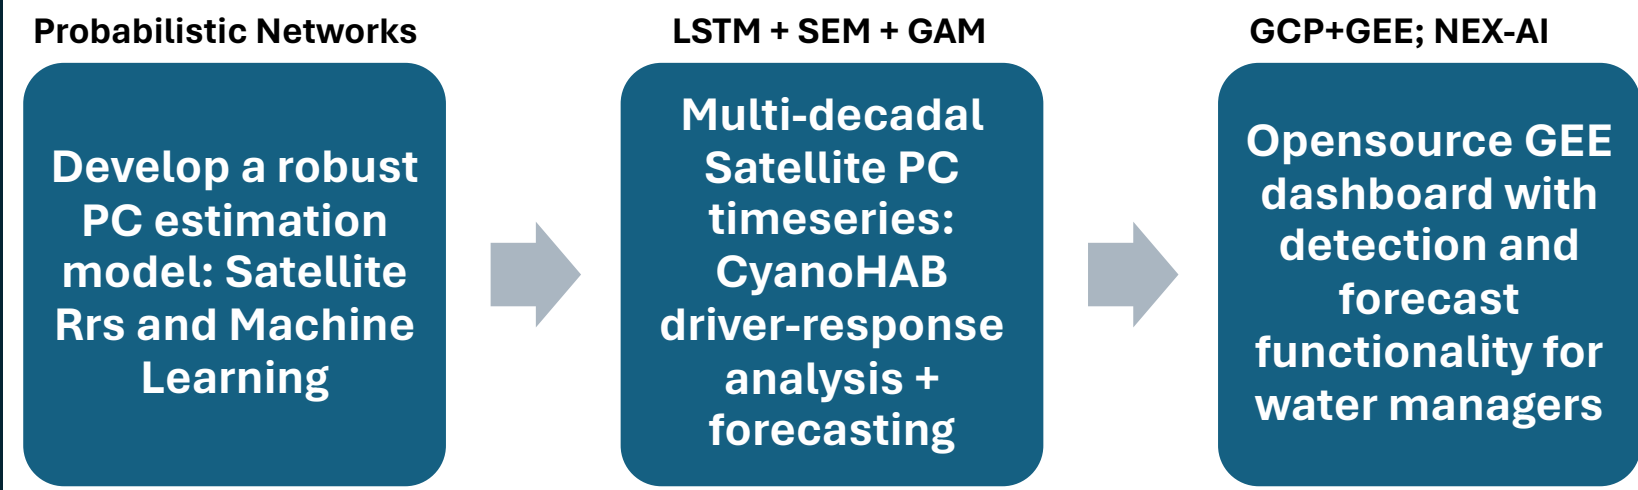 Probabilistic Networks
Develop a robust
PC estimation
model: Satellite
Rrs and Machine
Learning
LSTM + SEM + GAM
Multi-decadal
Satellite PC
timeseries:
CyanoHAB
driver-response
analysis +
forecasting
GCP+GEE; NEX-AI
Opensource GEE
dashboard with
detection and
forecast
functionality for
water managers